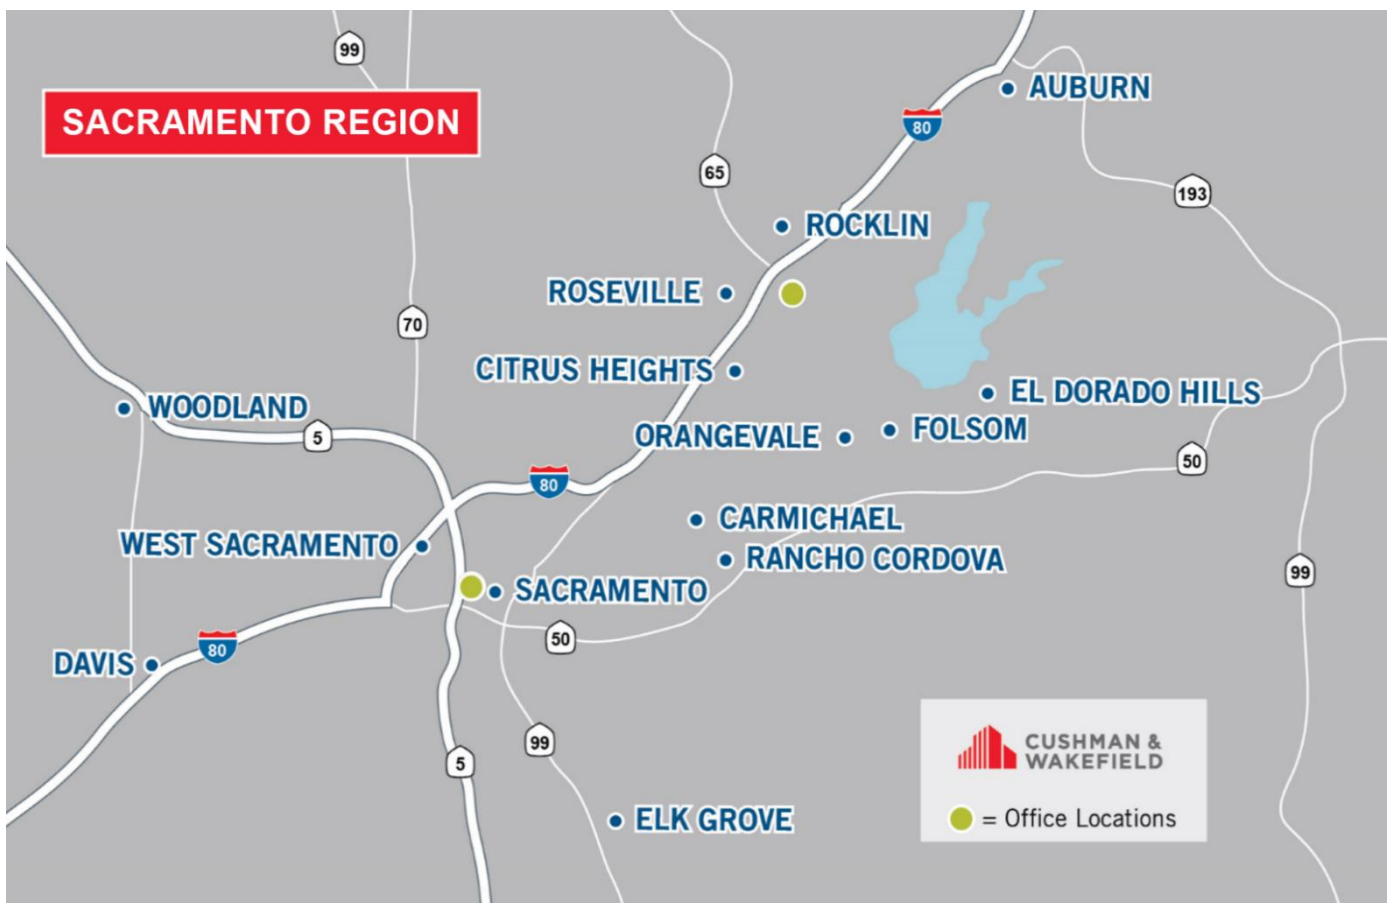 99
SACRAMENTO REGION
AUBURN
80
65
193
ROCKLIN
ROSEVILLE
70
CITRUS HEIGHTS
EL DORADO HILLS
WOODLAND
5
ORANGEVALE
FOLSOM
50
80
CARMICHAEL
WEST SACRAMENTO
RANCHO CORDOVA
99
SACRAMENTO
50
80
DAVIS
99
5
CUSHMAN &
WAKEFIELD
ELK GROVE
= Office Locations